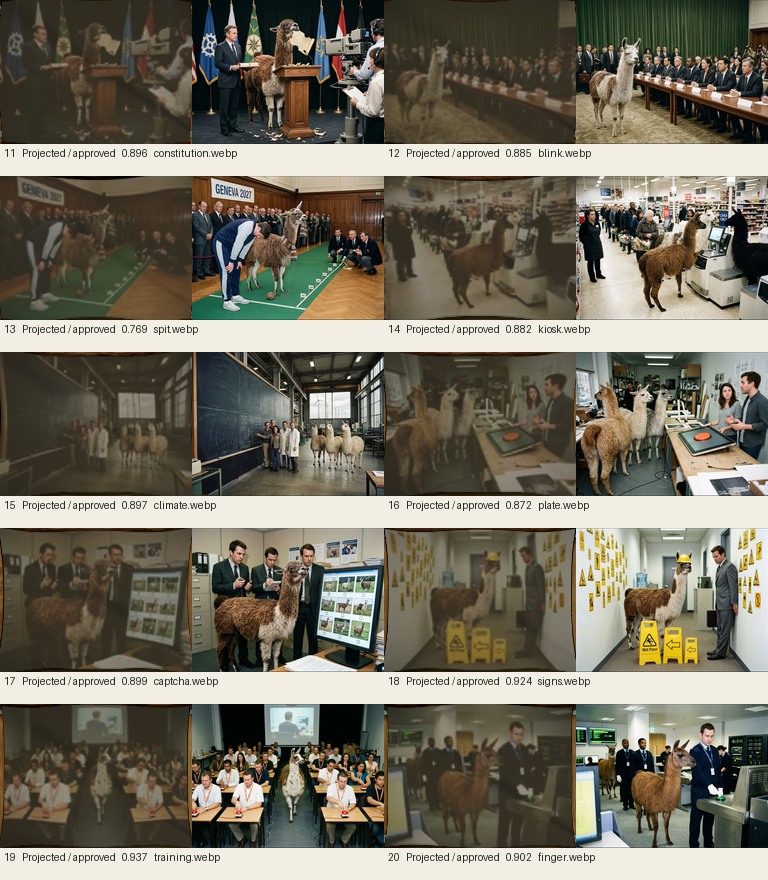 11 Projected / approved 0.896 constitution.webp
12 Projected / approved 0.885 blink.webp
GENEVA 2027
GENEVA 2027
13 Projected / approved 0.769 spit.webp
14 Projected / approved 0.882 kiosk.webp
15 Projected / approved 0.897 climate.webp
16 Projected / approved 0.872 plate.webp
17 Projected / approved 0.899 captcha.webp
18 Projected / approved 0.924 signs.webp
19 Projected / approved 0.937 training.webp
20 Projected / approved 0.902 finger.webp